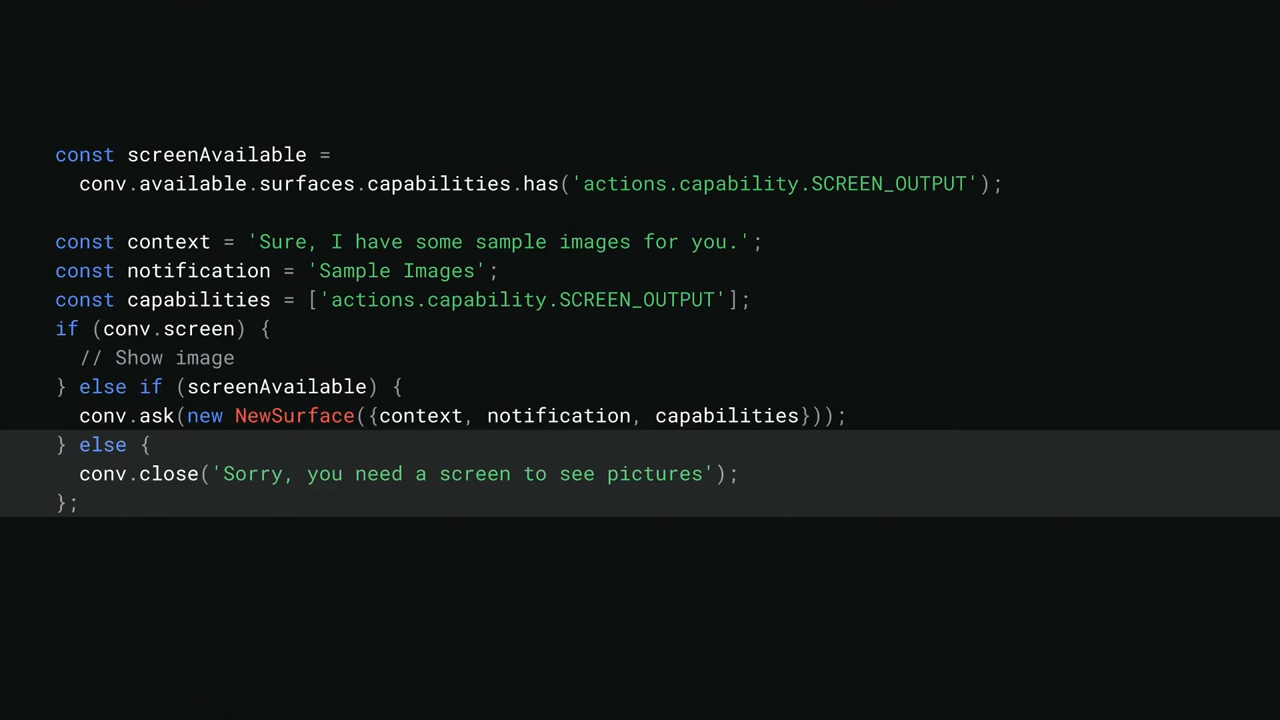 const screenAvailable =
  conv.available.surfaces.capabilities.has('actions.capability.SCREEN_OUTPUT');

const context = 'Sure, I have some sample images for you.';
const notification = 'Sample Images';
const capabilities = ['actions.capability.SCREEN_OUTPUT'];
if (conv.screen) {
  // Show image
} else if (screenAvailable) {
  conv.ask(new NewSurface({context, notification, capabilities}));
} else {
  conv.close('Sorry, you need a screen to see pictures');
};